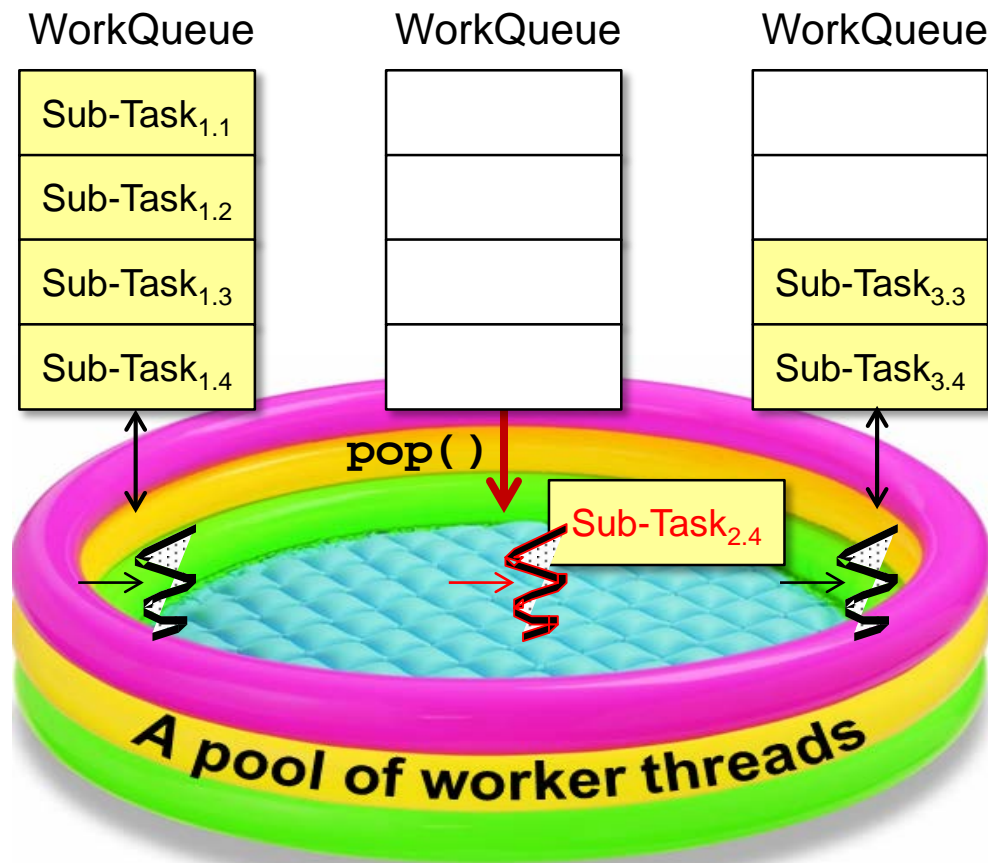 WorkQueue WorkQueue WorkQueue
Sub-Task1.1
Sub-Task1.2
Sub-Task1.3 Sub-Task3.3
Sub-Task1.4 Sub-Task3.4
pop()
Sub-Task2.4
A pool of worker threads